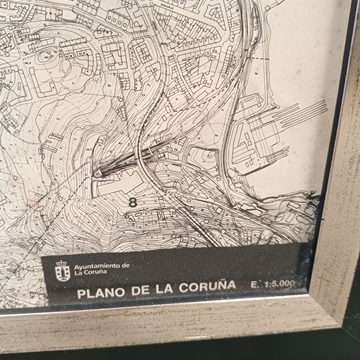 8
Ayuntamiento de
La Coruña
PLANO DE LA CORUÑA E. 1:5.000